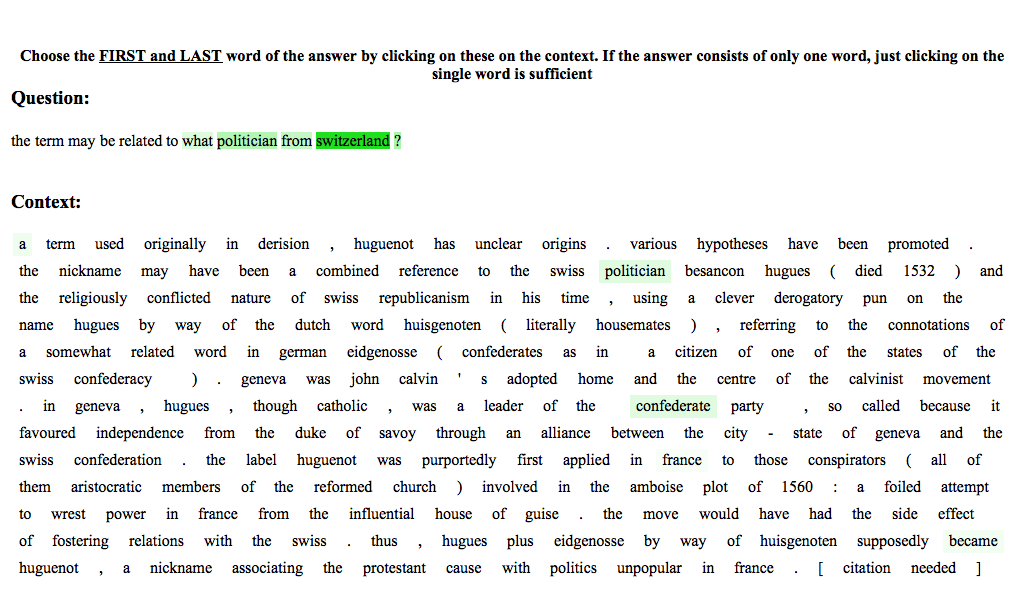 Choose the FIRST and LAST word of the answer by clicking on these on the context. If the answer consists of only one word, just clicking on the
single word is sufficient
Question:
the term may be related to what politician from switzerland ?
Context:
a term used originally in derision , huguenot has unclear origins . various hypotheses have been promoted .
the nickname may have been a combined reference to the swiss politician besancon hugues ( died 1532 ) and
the religiously conflicted nature of swiss republicanism in his time , using a clever derogatory pun on the
name hugues by way of the dutch word huisgenoten ( literally housemates ) , referring to the connotations of
a somewhat related word in german eidgenosse ( confederates as in a citizen of one of the states of the
swiss confederacy ) . geneva was john calvin ' s adopted home and the centre of the calvinist movement
. in geneva , hugues , though catholic , was a leader of the confederate party , so called because it
favoured independence from the duke of savoy through an alliance between the city - state of geneva and the
swiss confederation . the label huguenot was purportedly first applied in france to those conspirators ( all of
them aristocratic members of the reformed church ) involved in the amboise plot of 1560 : a foiled attempt
to wrest power in france from the influential house of guise . the move would have had the side effect
of fostering relations with the swiss . thus , hugues plus eidgenosse by way of huisgenoten supposedly became
huguenot , a nickname associating the protestant cause with politics unpopular in france . [ citation needed ]